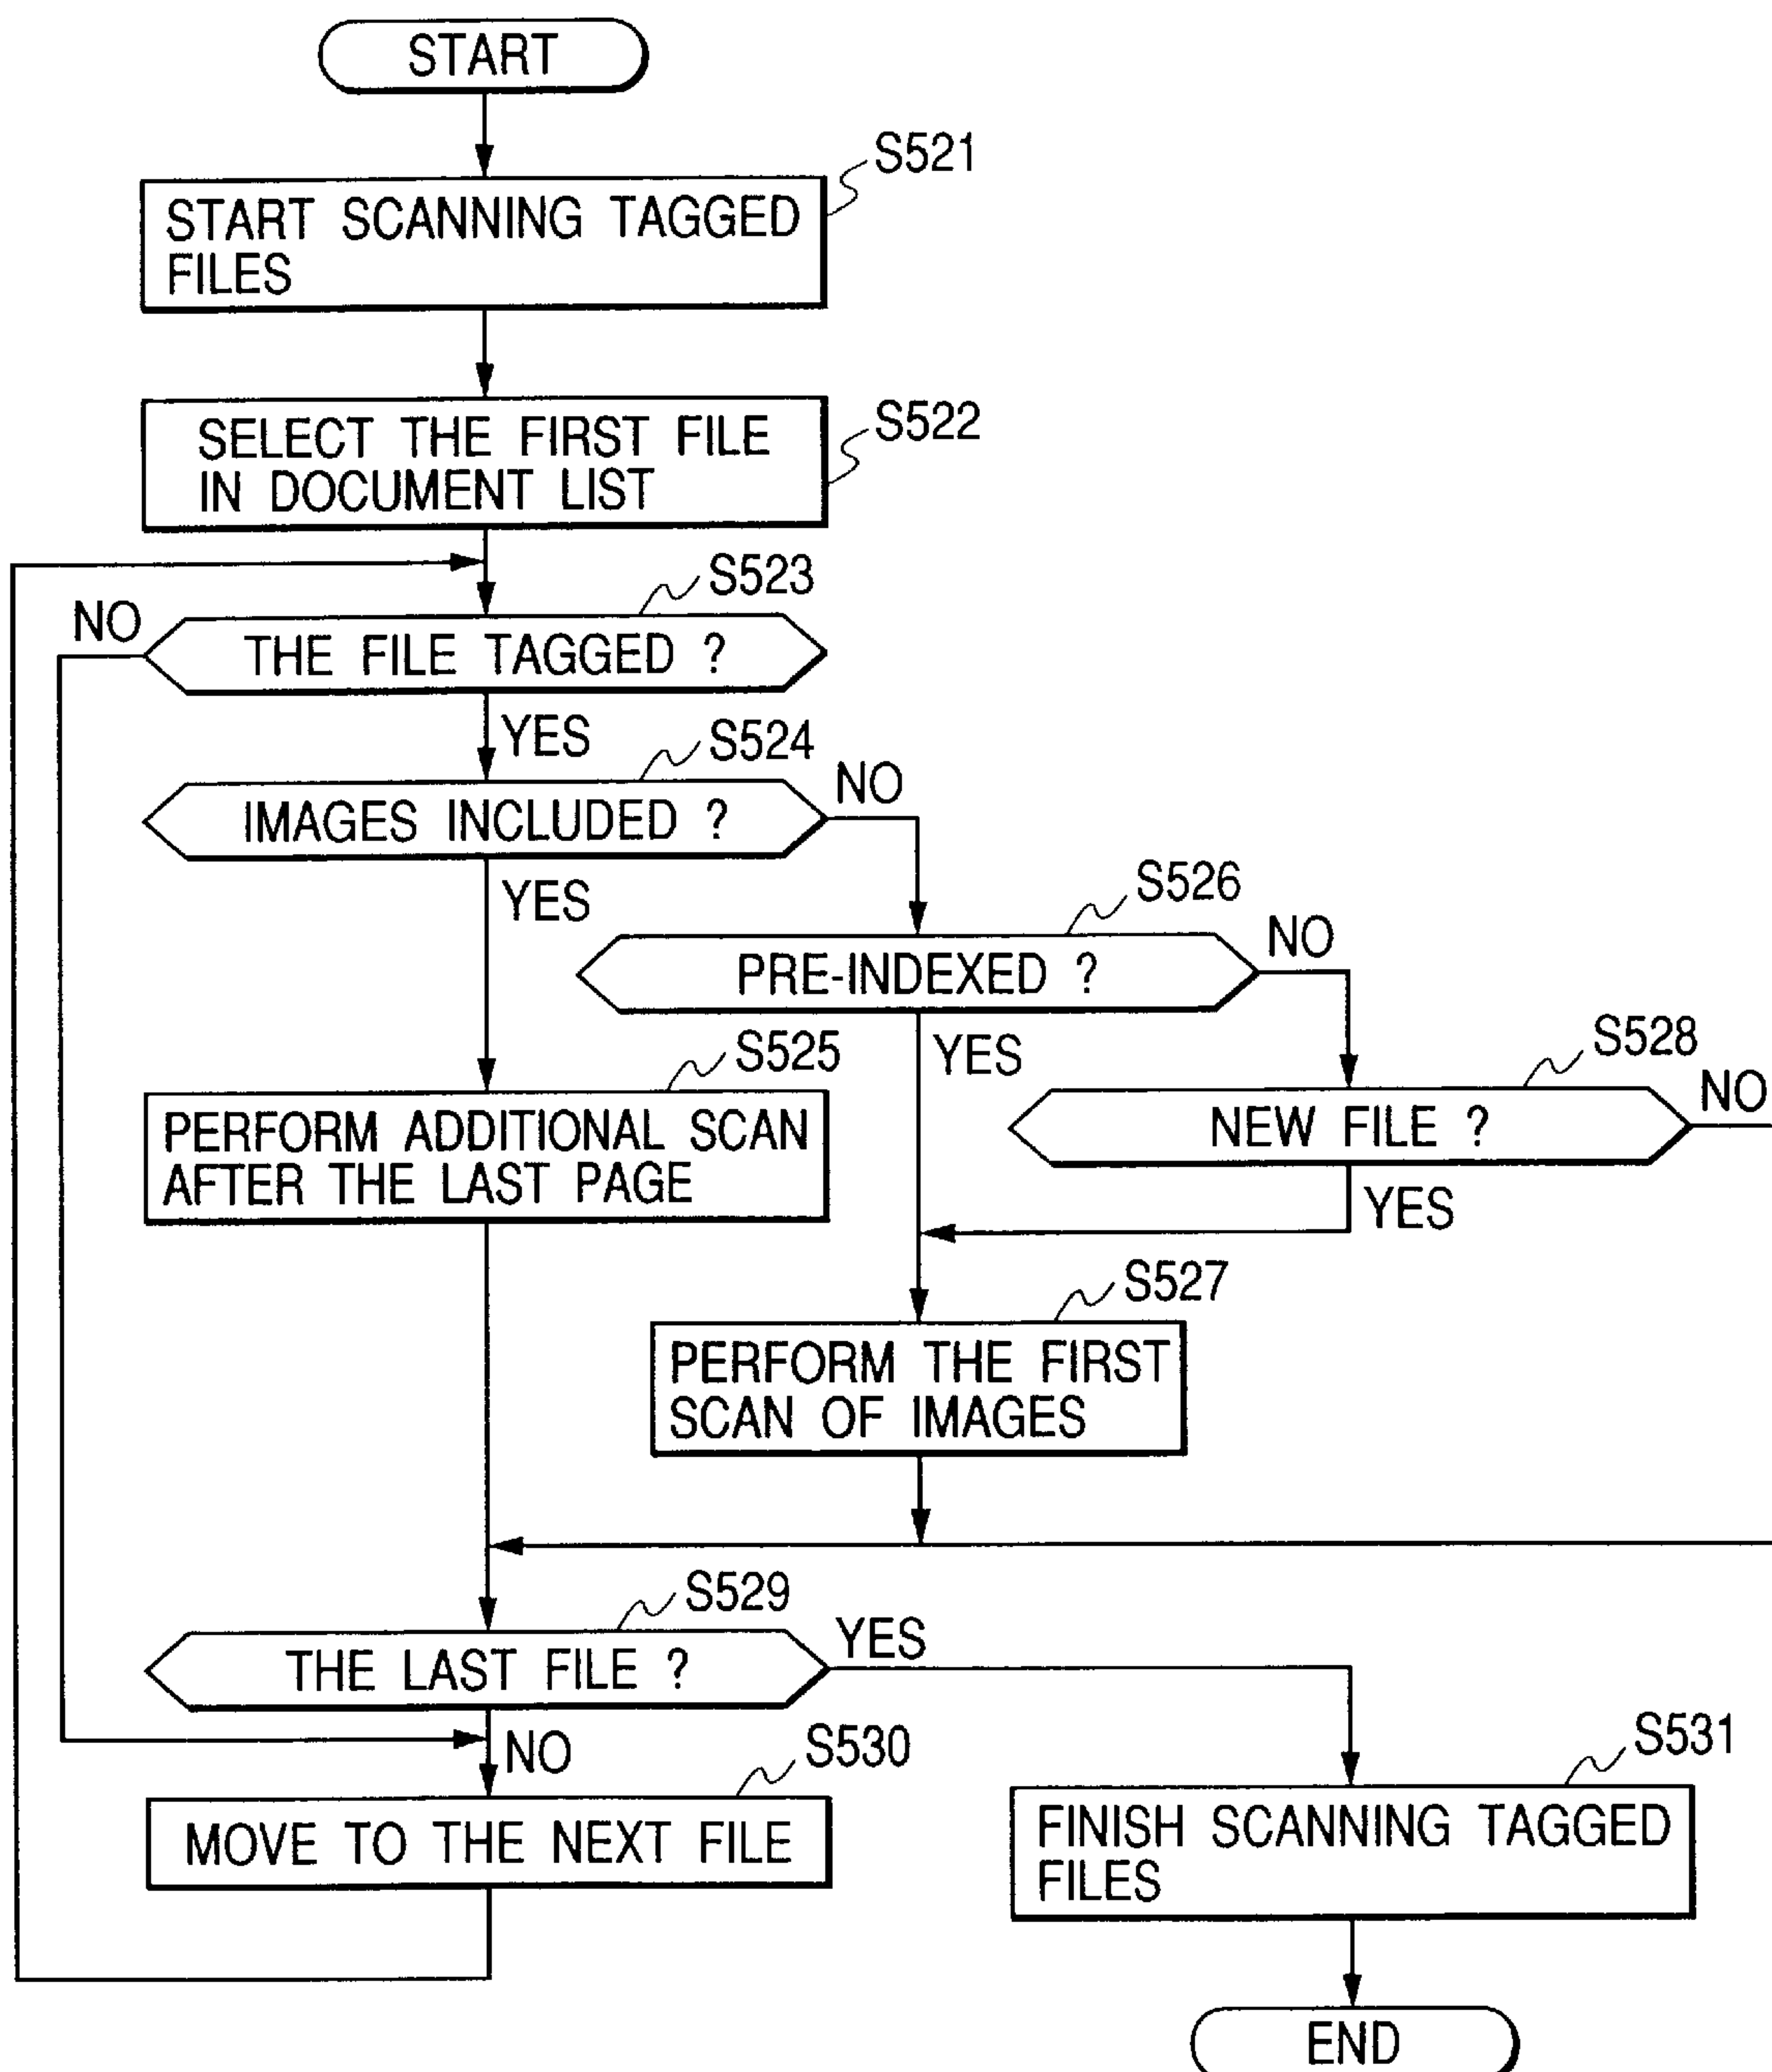 START
S521
START SCANNING TAGGED
FILES
S522
SELECT THE FIRST FILE
IN DOCUMENT LIST
S523
NO
THE FILE TAGGED ?
YES
S524
NO
IMAGES INCLUDED ?
YES
S526
NO
PRE-INDEXED ?
YES
S525
S528
NO
PERFORM ADDITIONAL SCAN
AFTER THE LAST PAGE
NEW FILE ?
YES
S527
PERFORM THE FIRST
SCAN OF IMAGES
S529
YES
THE LAST FILE ?
NO
S530
S531
MOVE TO THE NEXT FILE
FINISH SCANNING TAGGED
FILES
END